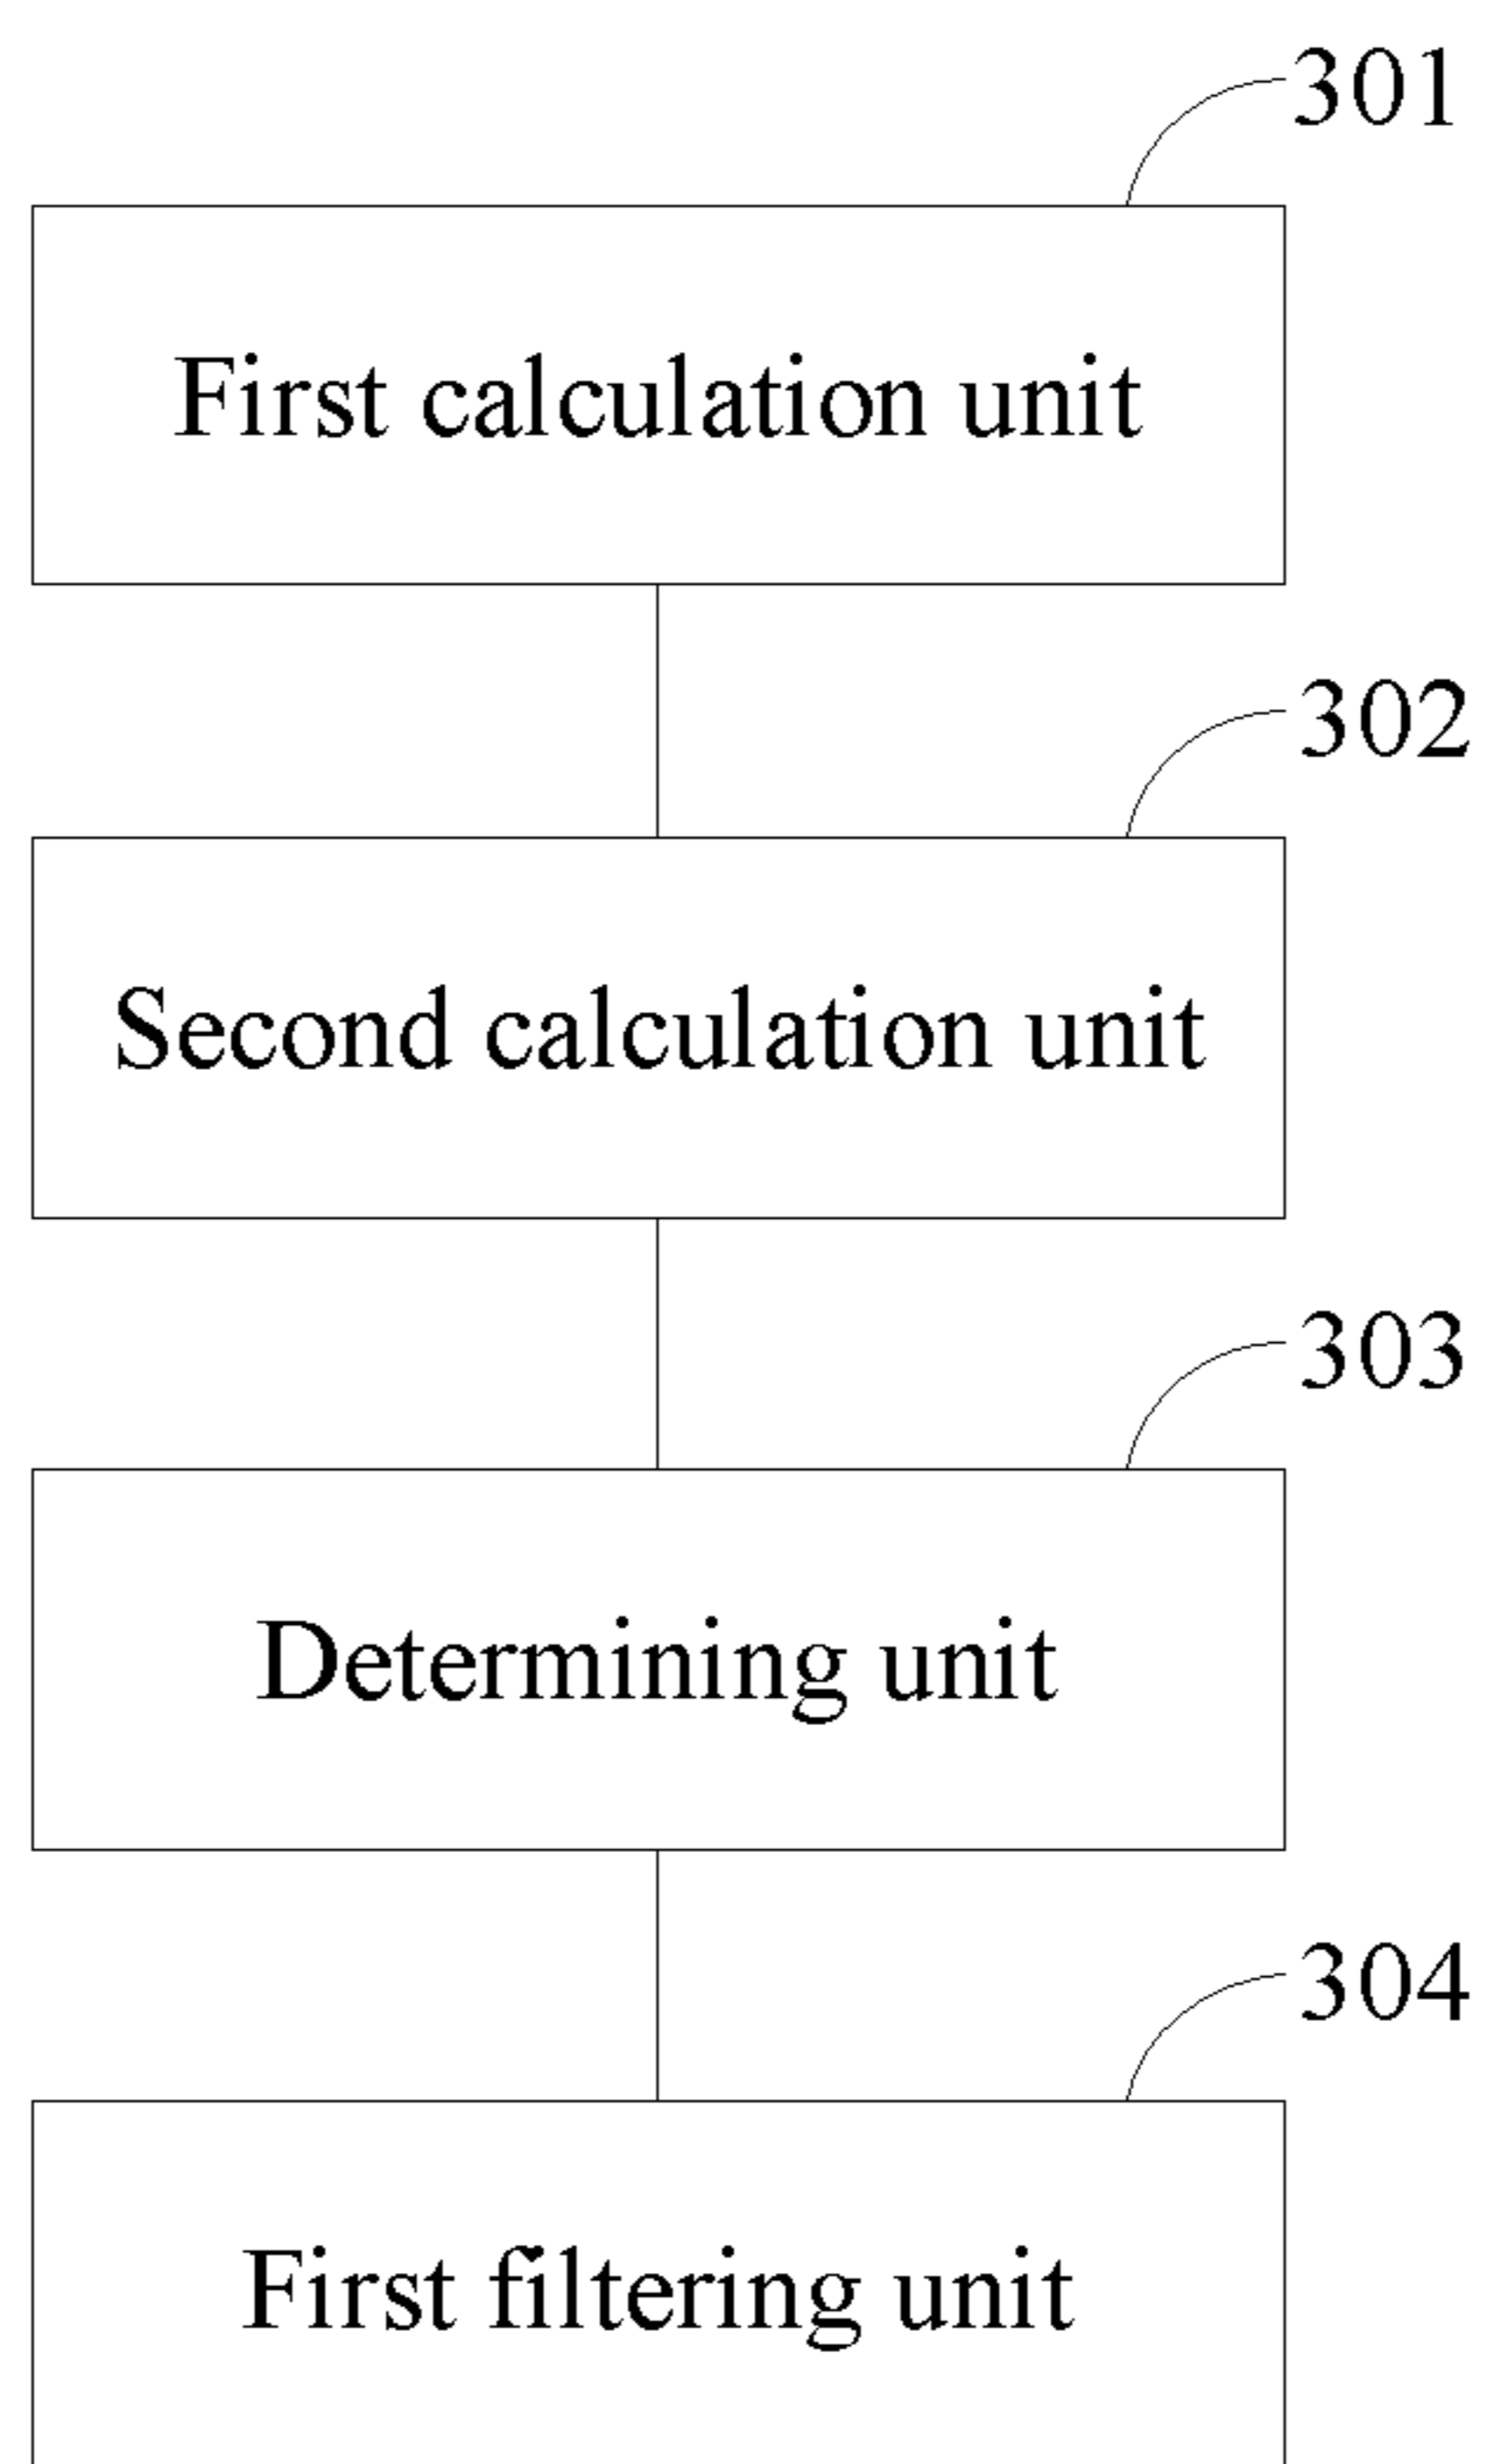 301
First calculation unit
302
Second calculation unit
303
Determining unit
304
First filtering unit